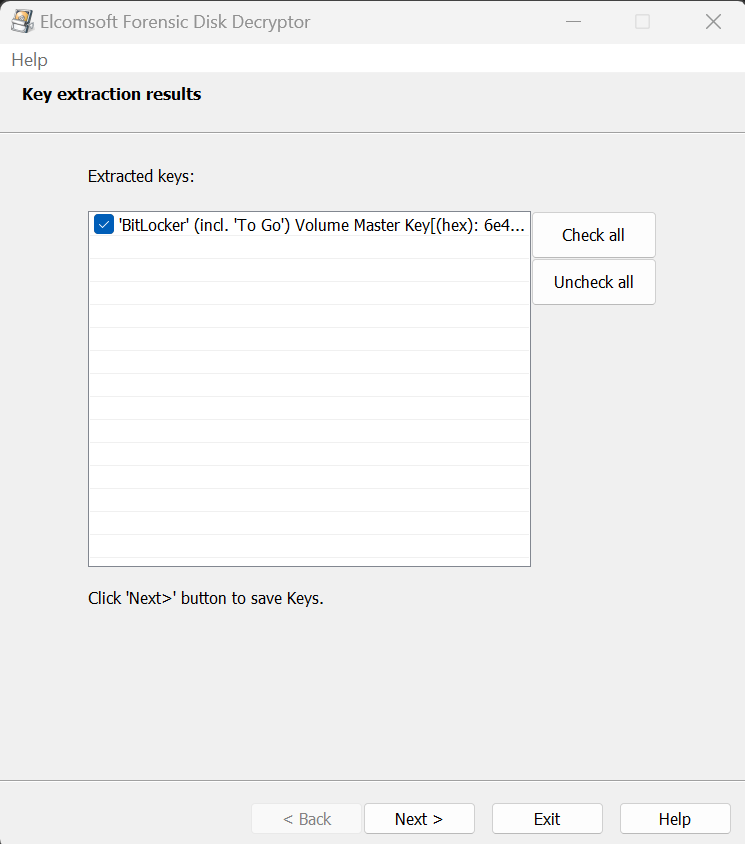 Elcomsoft Forensic Disk Decryptor
Help
Key extraction results
Extracted keys:
'BitLocker' (incl. 'To Go') Volume Master Key[(hex): 6e4...
Check all
Uncheck all
Click 'Next>' button to save Keys.
< Back Next > Exit Help